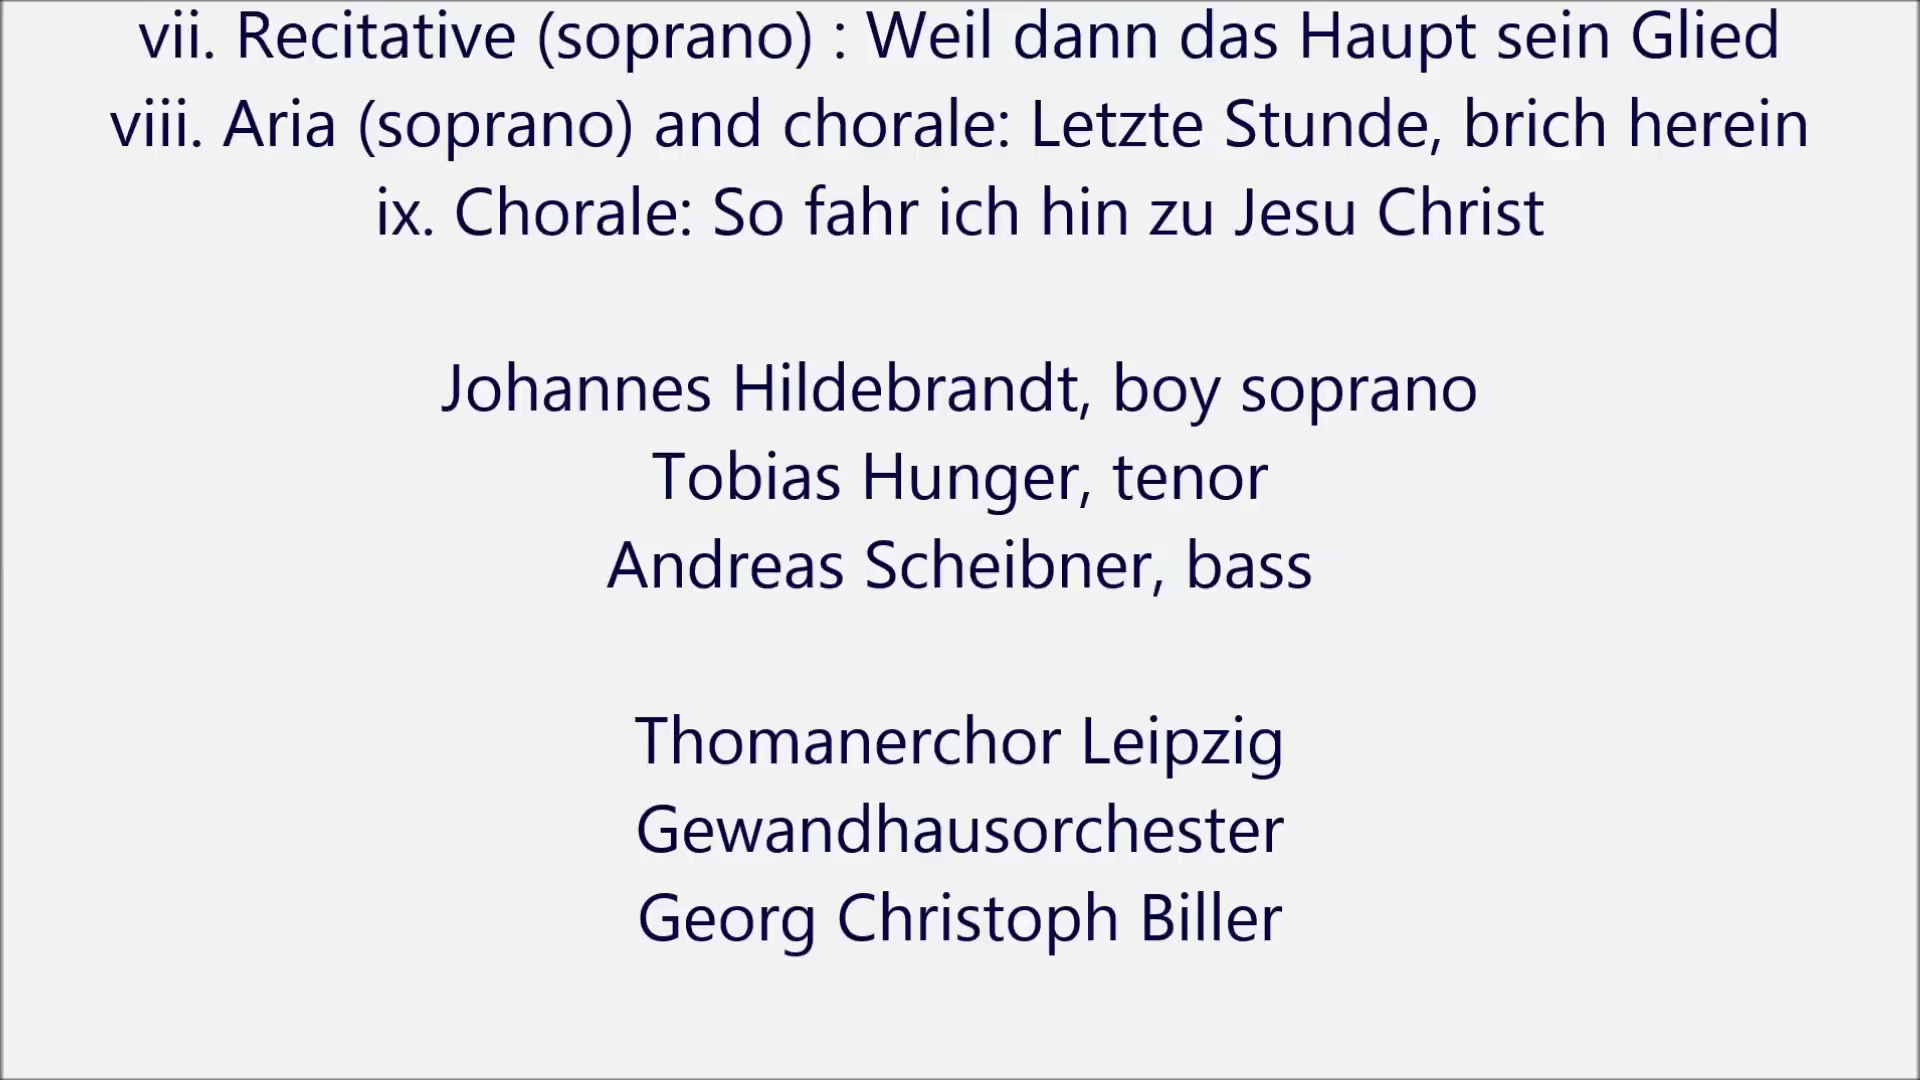 vii. Recitative (soprano) : Weil dann das Haupt sein Glied
viii. Aria (soprano) and chorale: Letzte Stunde, brich herein
ix. Chorale: So fahr ich hin zu Jesu Christ
Johannes Hildebrandt, boy soprano
Tobias Hunger, tenor
Andreas Scheibner, bass
Thomanerchor Leipzig
Gewandhausorchester
Georg Christoph Biller